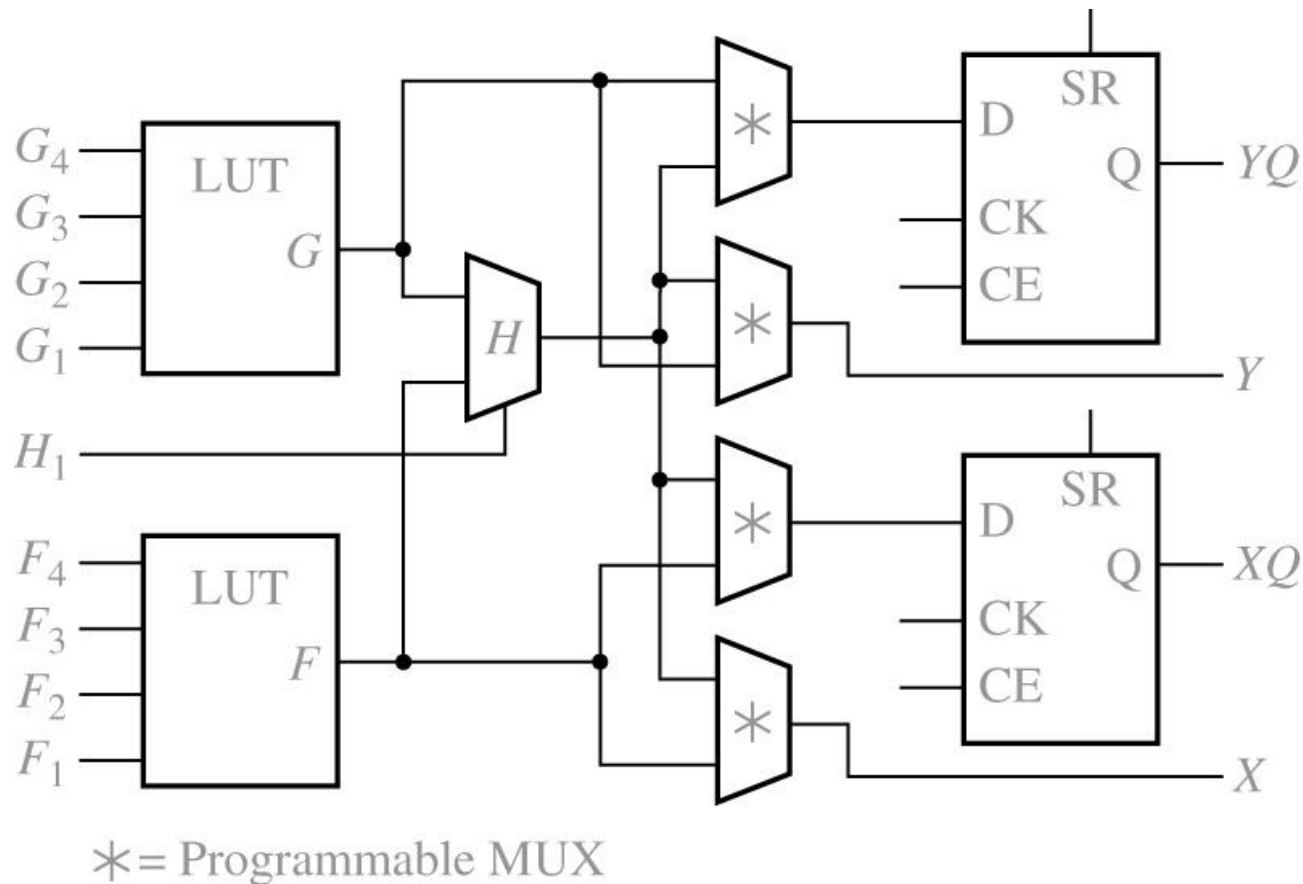 G4
G3
G2
G1
LUT
G
H
H1
F4
F3
F2
F1
LUT
F
*
*
*
*
SR
D
Q
CK
CE
YQ
Y
SR
D
Q
CK
CE
XQ
X
* = Programmable MUX